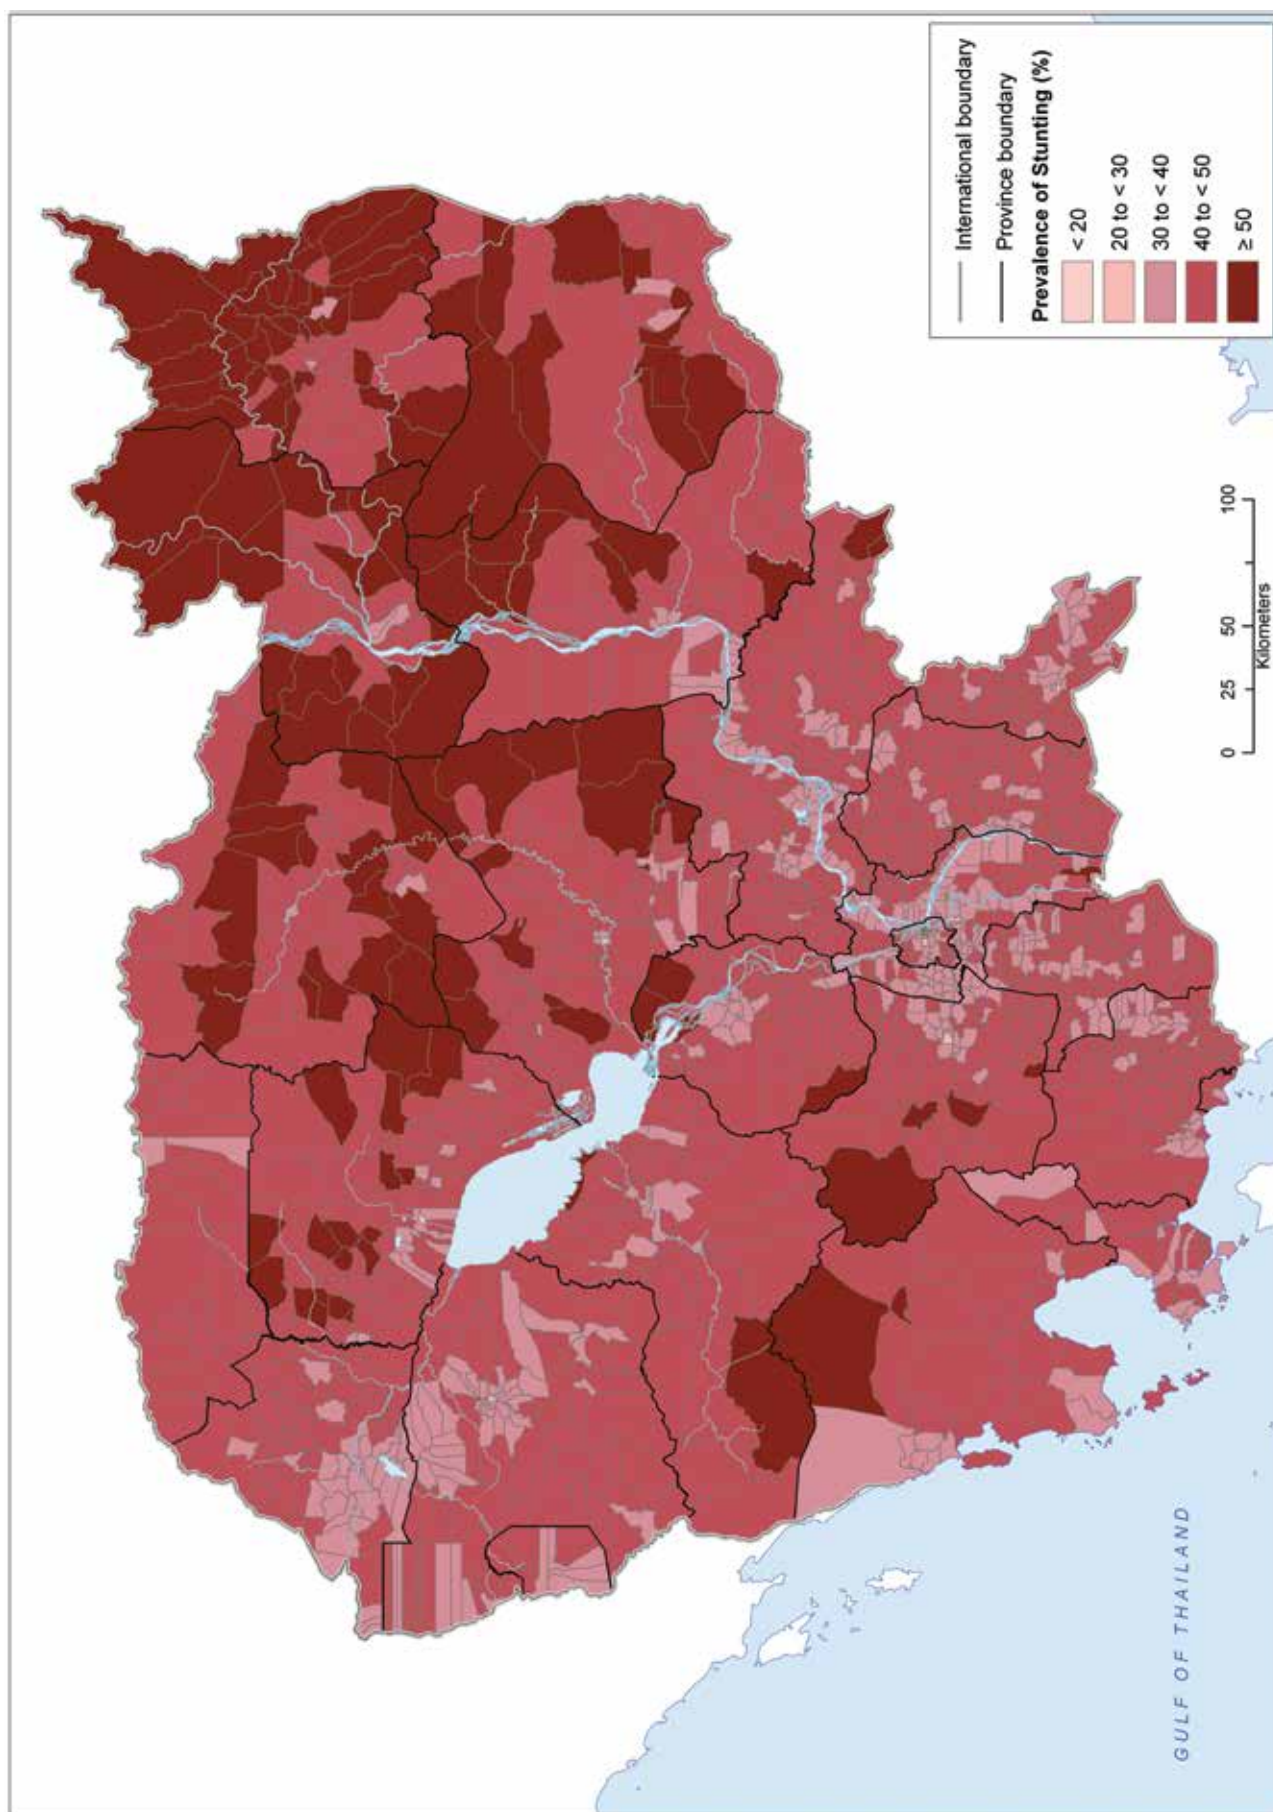 International boundary
Province boundary
Prevalence of Stunting (%)
< 20
20 to < 30
30 to < 40
40 to < 50
≥ 50
0 25 50 100
Kilometers
GULF OF THAILAND